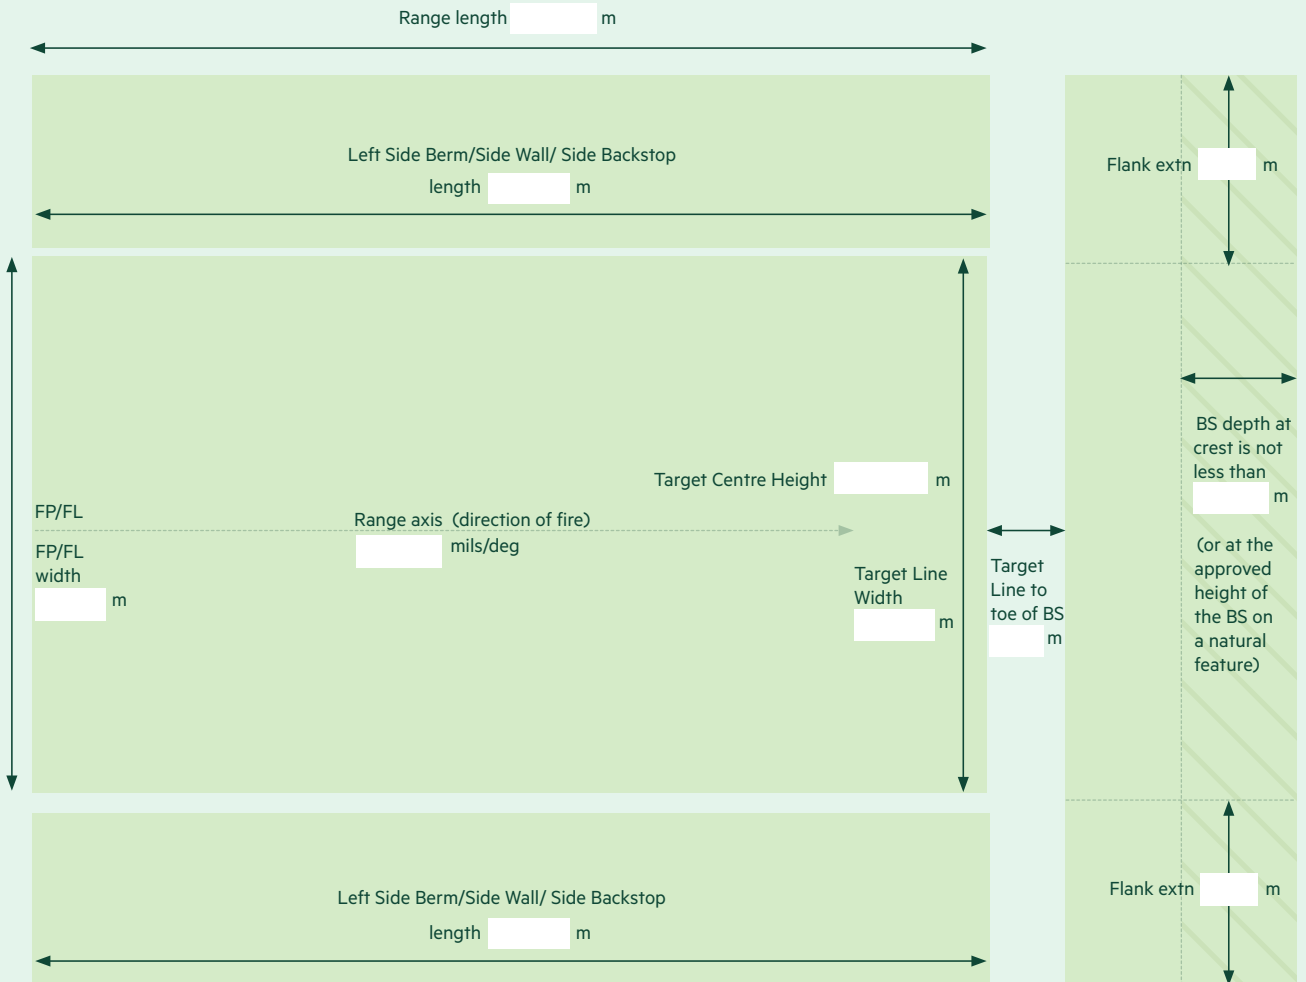 Range length m
Left Side Berm/Side Wall/ Side Backstop
length m
Flank extn m
BS depth at
crest is not
less than
m
(or at the
approved
height of
the BS on
a natural
feature)
Target Centre Height m
FP/FL
Range axis (direction of fire)
mils/deg
FP/FL
width
m
Target Line
Width
m
Target
Line to
toe of BS
m
Left Side Berm/Side Wall/ Side Backstop
length m
Flank extn m